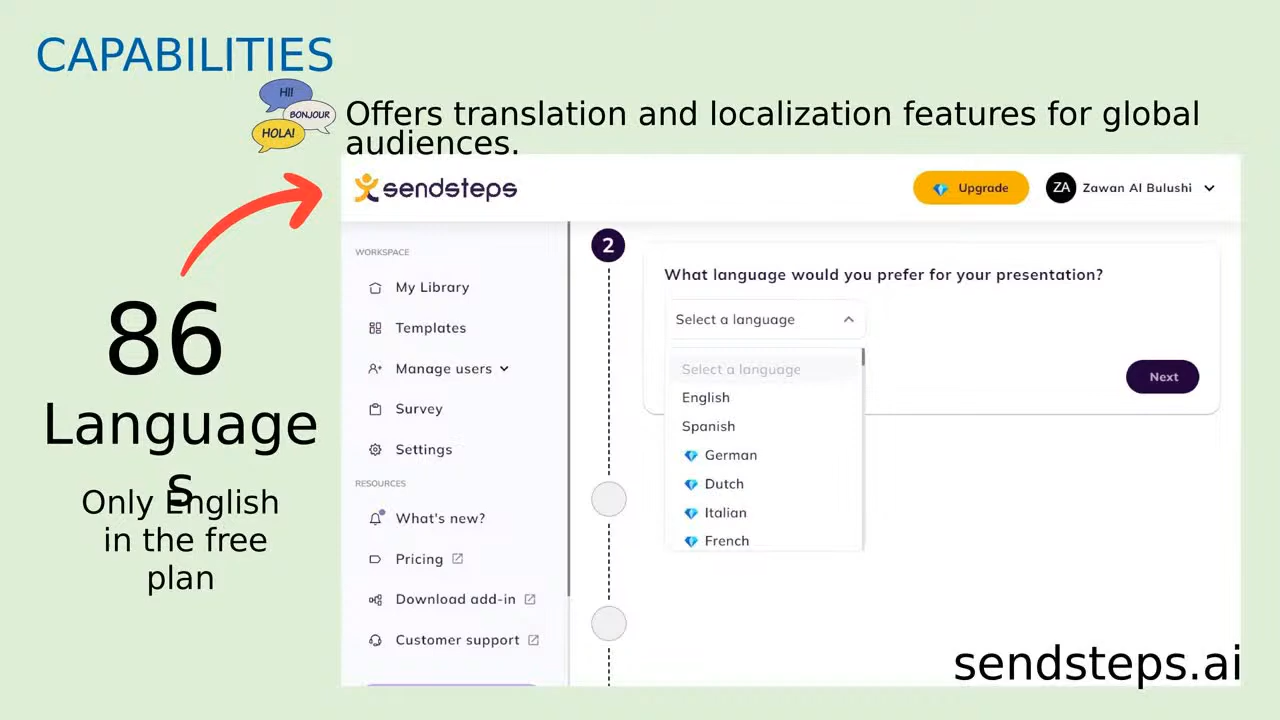 CAPABILITIES
HI!
BONJOUR
HOLA!
Offers translation and localization features for global
audiences.
86
Language
s
Only English
in the free
plan
sendsteps
Upgrade
ZA
Zawan Al Bulushi
WORKSPACE
My Library
Templates
Manage users
Survey
Settings
RESOURCES
What's new?
Pricing
Download add-in
Customer support
2
What language would you prefer for your presentation?
Select a language
Select a language
English
Spanish
German
Dutch
Italian
French
Next
sendsteps.ai